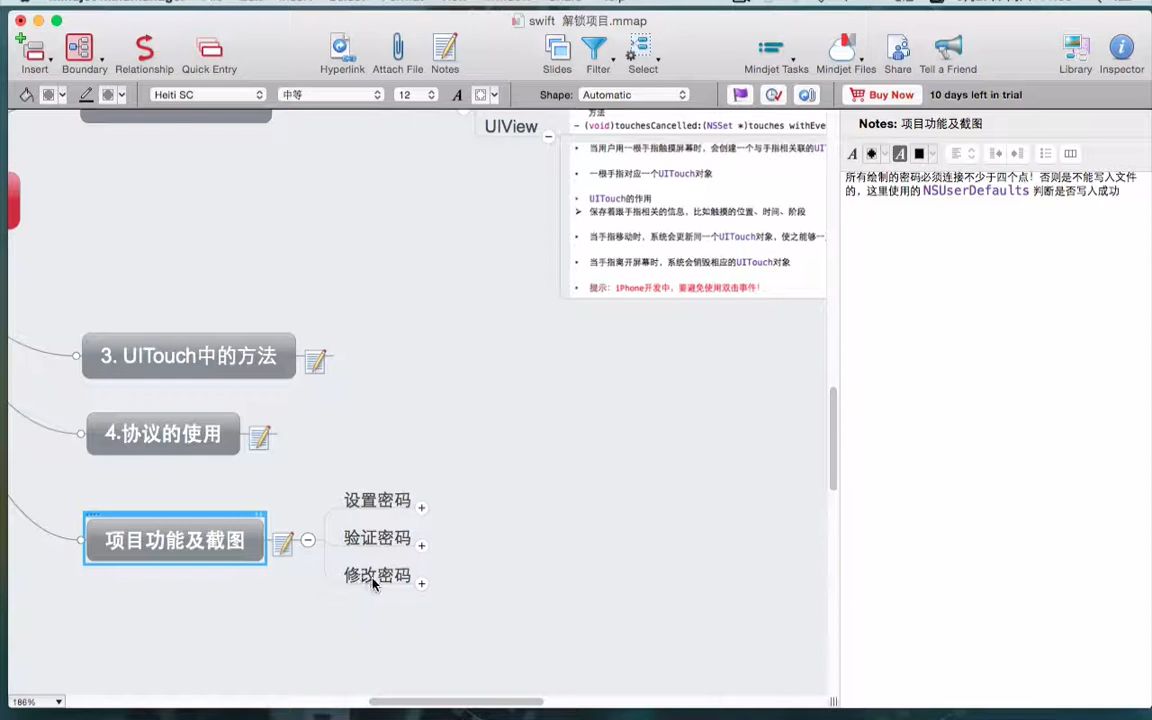 swift 解锁项目.mmap
Insert
Boundary
Relationship
Quick Entry
Hyperlink
Attach File
Notes
Slides
Filter
Select
Mindjet Tasks
Mindjet Files
Share
Tell a Friend
Library
Inspector
Heiti SC
中等
12
A
Shape:
Automatic
Buy Now
10 days left in trial
UIView
方法
– (void)touchesCancelled:(NSSet *)touches withEve
• 当用户用一根手指触摸屏幕时，会创建一个与手指相关联的UIT
• 一根手指对应一个UITouch对象
• UITouch的作用
➢ 保存着跟手指相关的信息，比如触摸的位置、时间、阶段
• 当手指移动时，系统会更新同一个UITouch对象，使之能够一
• 当手指离开屏幕时，系统会销毁相应的UITouch对象
• 提示：iPhone开发中，要避免使用双击事件！
3. UITouch中的方法
4.协议的使用
项目功能及截图
设置密码
验证密码
修改密码
186%
Notes: 项目功能及截图
A
A
所有绘制的密码必须连接不少于四个点！否则是不能写入文件
的，这里使用的 NSUserDefaults 判断是否写入成功